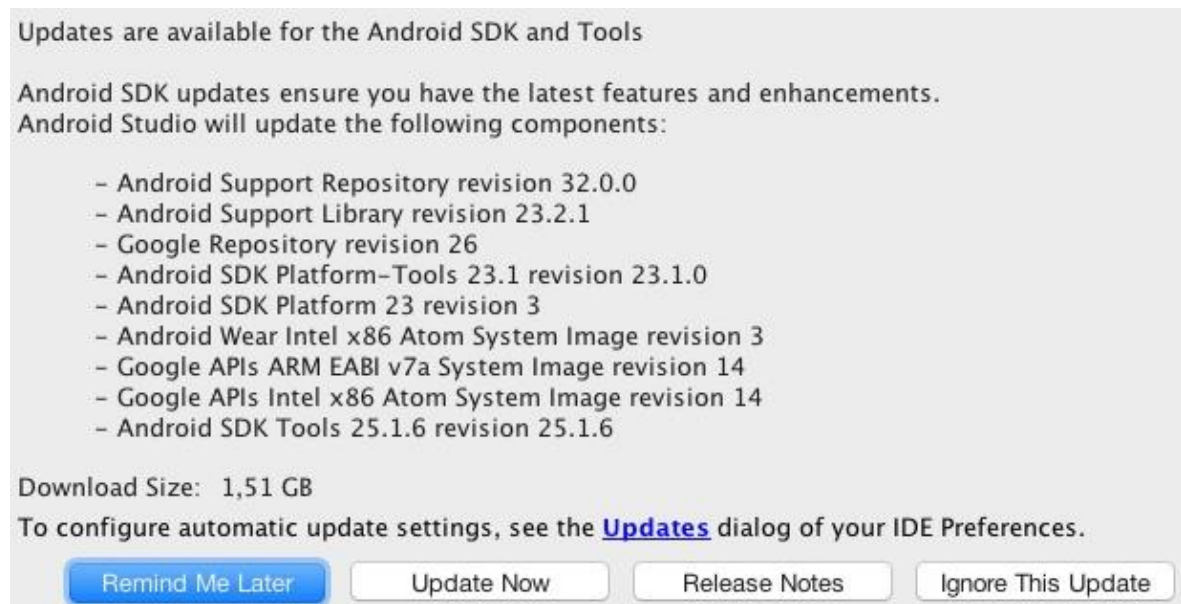 Updates are available for the Android SDK and Tools
Android SDK updates ensure you have the latest features and enhancements.
Android Studio will update the following components:
– Android Support Repository revision 32.0.0
– Android Support Library revision 23.2.1
– Google Repository revision 26
– Android SDK Platform-Tools 23.1 revision 23.1.0
– Android SDK Platform 23 revision 3
– Android Wear Intel x86 Atom System Image revision 3
– Google APIs ARM EABI v7a System Image revision 14
– Google APIs Intel x86 Atom System Image revision 14
– Android SDK Tools 25.1.6 revision 25.1.6
Download Size: 1,51 GB
To configure automatic update settings, see the Updates dialog of your IDE Preferences.
Remind Me Later Update Now Release Notes Ignore This Update